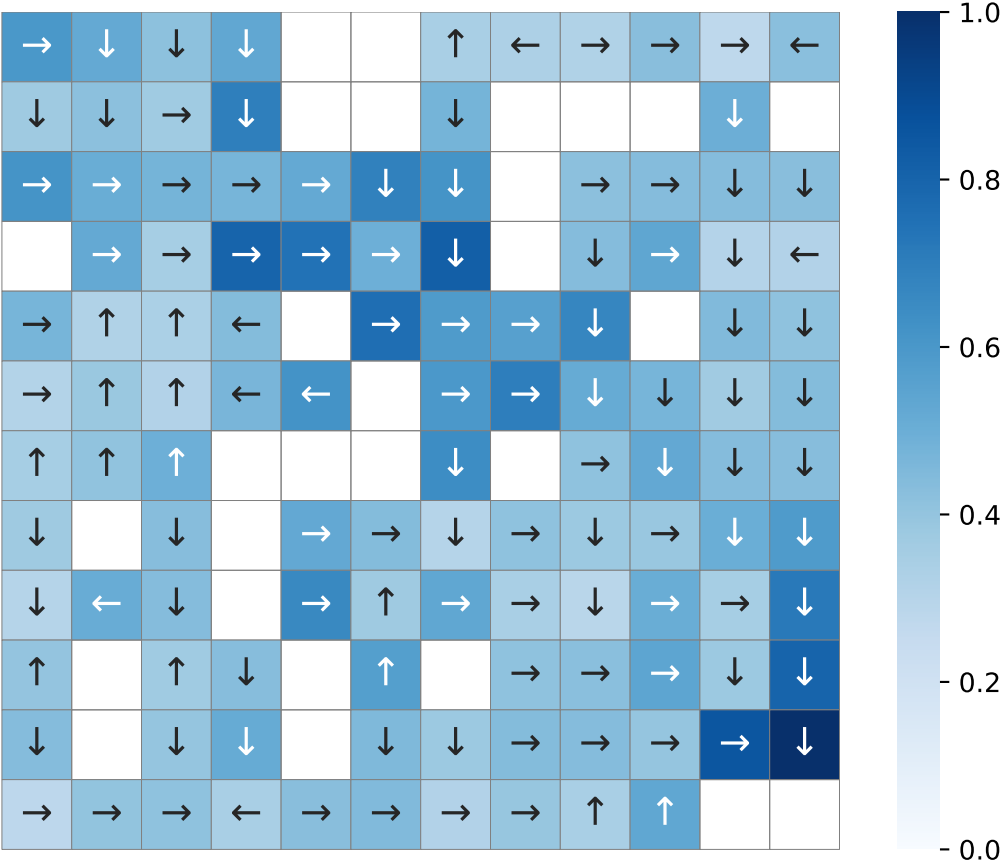 → ↓ ↓ ↓ ↑ ← → → → ←
↓ ↓ → ↓ ↓ ↓
→ → → → → ↓ ↓ → → ↓ ↓
→ → → → → ↓ ↓ → ↓ ←
→ ↑ ↑ ← → → → ↓ ↓ ↓
→ ↑ ↑ ← ← → → ↓ ↓ ↓ ↓
↑ ↑ ↑ ↓ → ↓ ↓ ↓
↓ ↓ → → ↓ → ↓ → ↓ ↓
↓ ← ↓ → ↑ → → ↓ → → ↓
↑ ↑ ↓ ↑ → → → ↓ ↓
↓ ↓ ↓ ↓ ↓ → → → → ↓
→ → → ← → → → → ↑ ↑
1.0
0.8
0.6
0.4
0.2
0.0